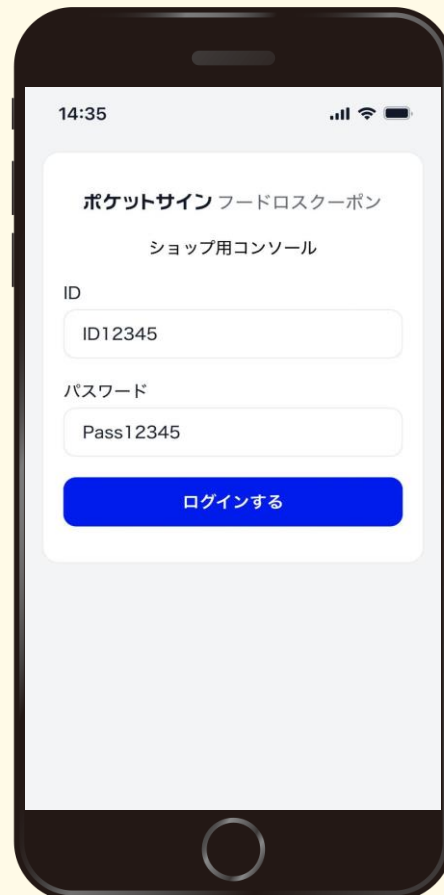 14:35
ポケットサイン フードロスクーポン
ショップ用コンソール
ID
ID12345
パスワード
Pass12345
ログインする